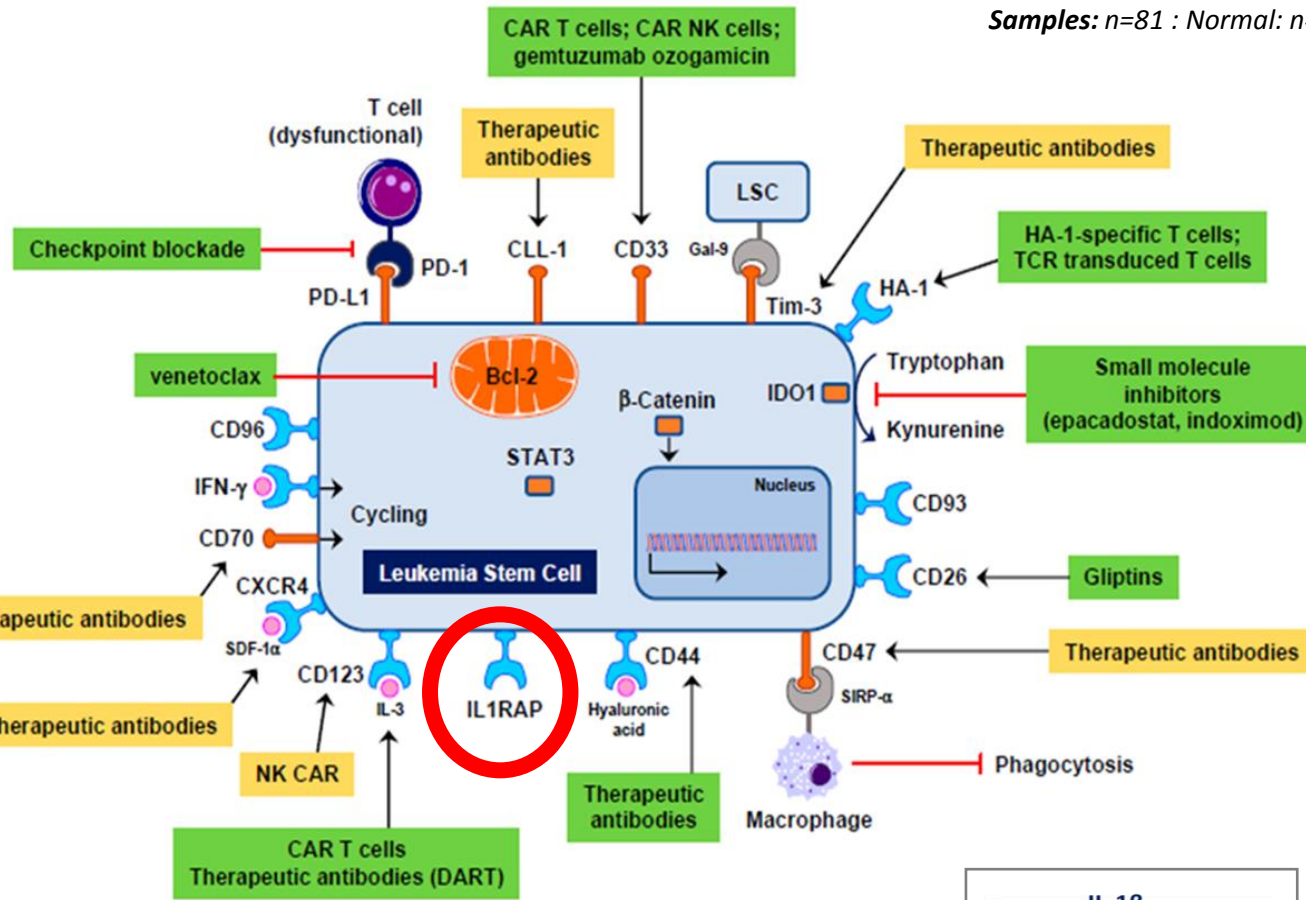 CAR T cells; CAR NK cells;
gemtuzumab ozogamicin
Samples: n=81 : Normal: n
T cell
(dysfunctional)
Therapeutic
antibodies
Therapeutic antibodies
LSC
Checkpoint blockade
PD-1
PD-L1
CLL-1
CD33
Gal-9
Tim-3
HA-1
HA-1-specific T cells;
TCR transduced T cells
venetoclax
Bcl-2
β-Catenin
IDO1
Tryptophan
Kynurenine
Small molecule
inhibitors
(epacadostat, indoximod)
CD96
IFN-γ
STAT3
Nucleus
CD93
CD70
Cycling
Leukemia Stem Cell
CD26
Gliptins
CXCR4
apeutic antibodies
SDF-1α
CD123
IL-3
IL1RAP
CD44
Hyaluronic
acid
CD47
SIRP-α
Therapeutic antibodies
herapeutic antibodies
NK CAR
Therapeutic
antibodies
Macrophage
Phagocytosis
CAR T cells
Therapeutic antibodies (DART)